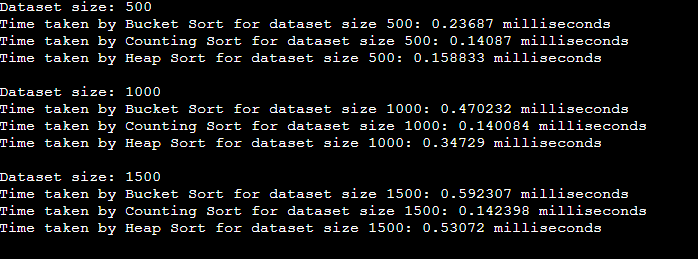 Dataset size: 500
Time taken by Bucket Sort for dataset size 500: 0.23687 milliseconds
Time taken by Counting Sort for dataset size 500: 0.14087 milliseconds
Time taken by Heap Sort for dataset size 500: 0.158833 milliseconds
Dataset size: 1000
Time taken by Bucket Sort for dataset size 1000: 0.470232 milliseconds
Time taken by Counting Sort for dataset size 1000: 0.140084 milliseconds
Time taken by Heap Sort for dataset size 1000: 0.34729 milliseconds
Dataset size: 1500
Time taken by Bucket Sort for dataset size 1500: 0.592307 milliseconds
Time taken by Counting Sort for dataset size 1500: 0.142398 milliseconds
Time taken by Heap Sort for dataset size 1500: 0.53072 milliseconds